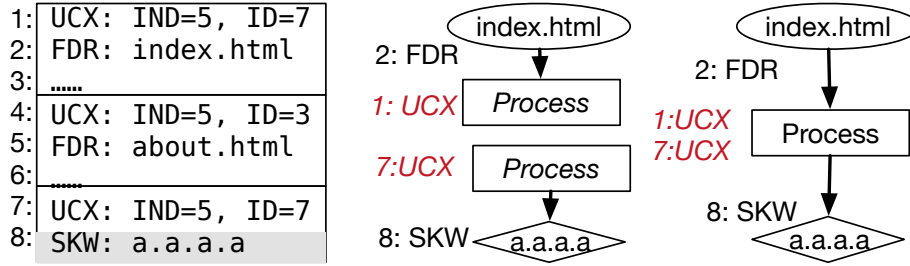 1: UCX: IND=5, ID=7
2: FDR: index.html
3: ......
4: UCX: IND=5, ID=3
5: FDR: about.html
6: ......
7: UCX: IND=5, ID=7
8: SKW: a.a.a.a
index.html
2: FDR
1: UCX Process
7:UCX Process
8: SKW a.a.a.a
index.html
2: FDR
1:UCX
7:UCX
Process
8: SKW
a.a.a.a